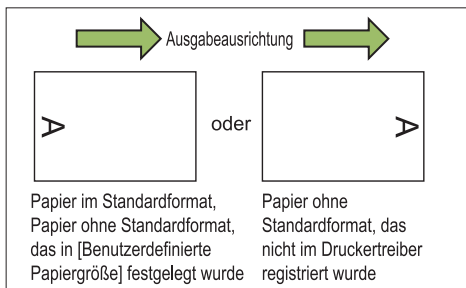 Ausgabeausrichtung
A
oder
A
Papier im Standardformat,
Papier ohne Standardformat,
das in [Benutzerdefinierte
Papiergröße] festgelegt wurde
Papier ohne
Standardformat, das
nicht im Druckertreiber
registriert wurde